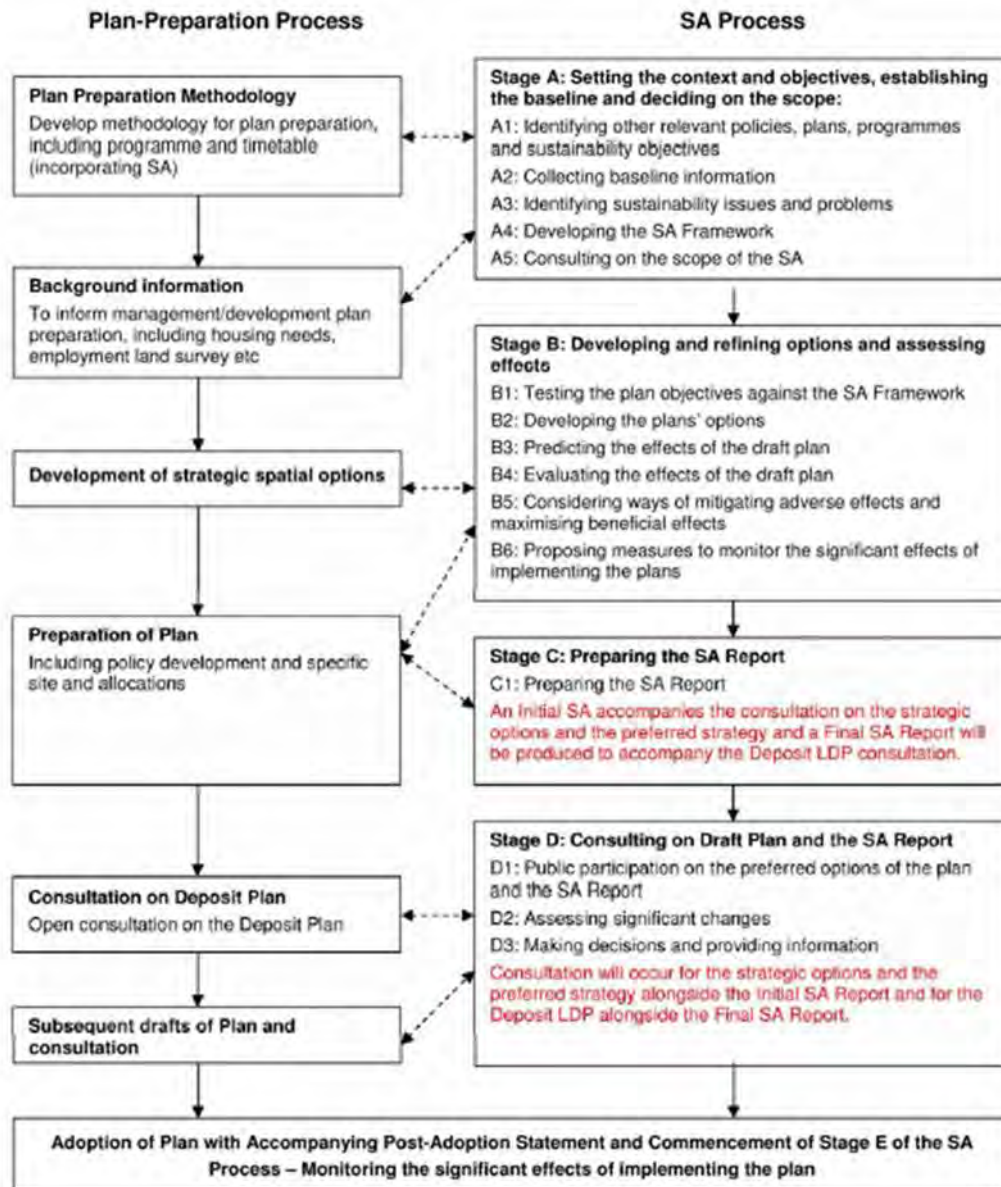 Plan-Preparation Process
SA Process
Plan Preparation Methodology
Develop methodology for plan preparation,
including programme and timetable
(incorporating SA)
Background information
To inform management/development plan
preparation, including housing needs,
employment land survey etc
Development of strategic spatial options
Preparation of Plan
Including policy development and specific
site and allocations
Consultation on Deposit Plan
Open consultation on the Deposit Plan
Subsequent drafts of Plan and
consultation
Stage A: Setting the context and objectives, establishing
the baseline and deciding on the scope:
A1: Identifying other relevant policies, plans, programmes
and sustainability objectives
A2: Collecting baseline information
A3: Identifying sustainability issues and problems
A4: Developing the SA Framework
A5: Consulting on the scope of the SA
Stage B: Developing and refining options and assessing
effects
B1: Testing the plan objectives against the SA Framework
B2: Developing the plans' options
B3: Predicting the effects of the draft plan
B4: Evaluating the effects of the draft plan
B5: Considering ways of mitigating adverse effects and
maximising beneficial effects
B6: Proposing measures to monitor the significant effects of
implementing the plans
Stage C: Preparing the SA Report
C1: Preparing the SA Report
An Initial SA accompanies the consultation on the strategic
options and the preferred strategy and a Final SA Report will
be produced to accompany the Deposit LDP consultation.
Stage D: Consulting on Draft Plan and the SA Report
D1: Public participation on the preferred options of the plan
and the SA Report
D2: Assessing significant changes
D3: Making decisions and providing information
Consultation will occur for the strategic options and the
preferred strategy alongside the Initial SA Report and for the
Deposit LDP alongside the Final SA Report.
Adoption of Plan with Accompanying Post-Adoption Statement and Commencement of Stage E of the SA
Process – Monitoring the significant effects of implementing the plan